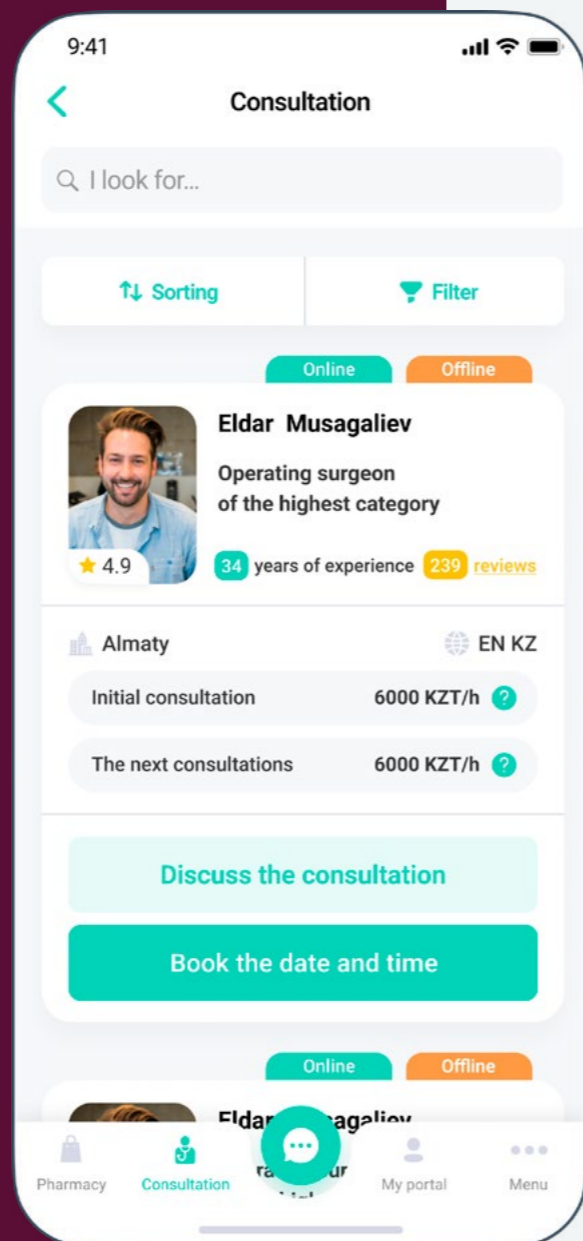 9:41
Consultation
I look for...
Sorting Filter
Online Offline
Eldar Musagaliev
Operating surgeon
of the highest category
4.9 34 years of experience 239 reviews
Almaty EN KZ
Initial consultation 6000 KZT/h ?
The next consultations 6000 KZT/h ?
Discuss the consultation
Book the date and time
Online Offline
Pharmacy Consultation My portal Menu